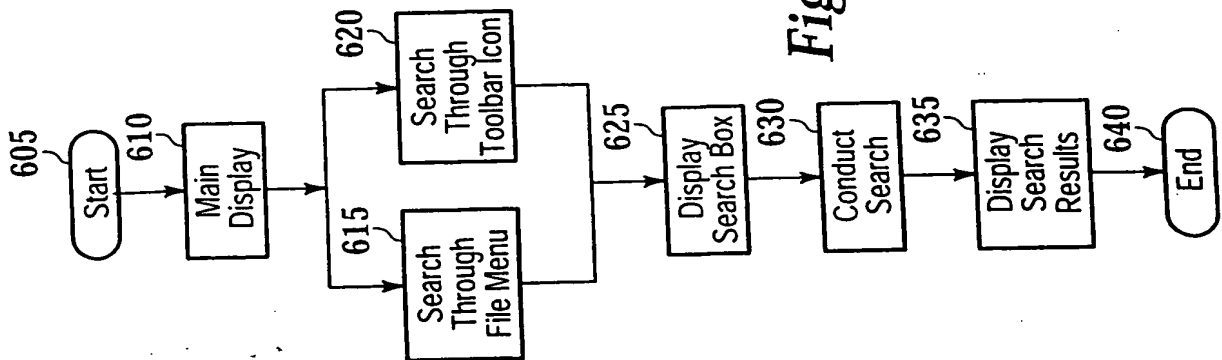 605
Start
610
Main
Display
615
Search
Through
File Menu
620
Search
Through
Toolbar Icon
625
Display
Search Box
630
Conduct
Search
635
Display
Search
Results
640
End
Fig